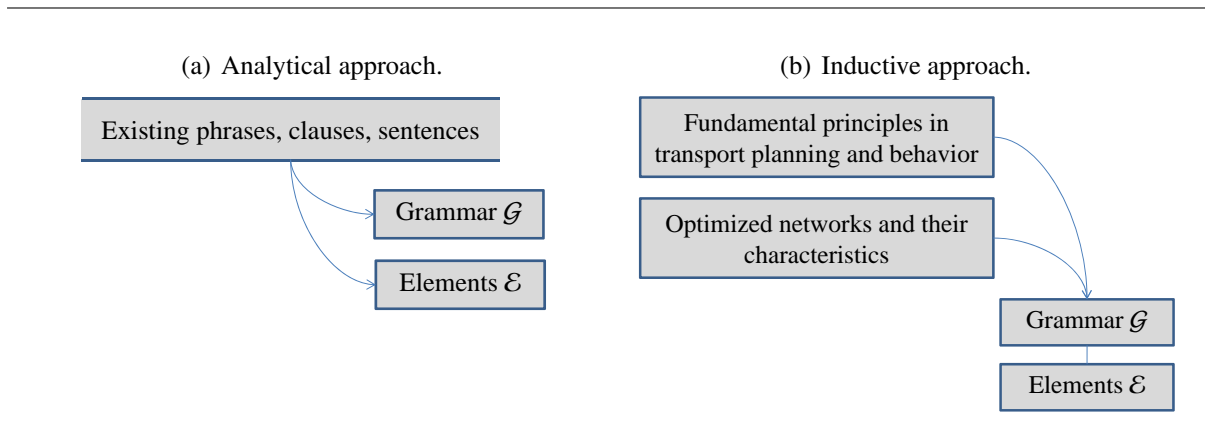 (a) Analytical approach.
Existing phrases, clauses, sentences
Grammar 𝒢
Elements ℰ
(b) Inductive approach.
Fundamental principles in
transport planning and behavior
Optimized networks and their
characteristics
Grammar 𝒢
Elements ℰ